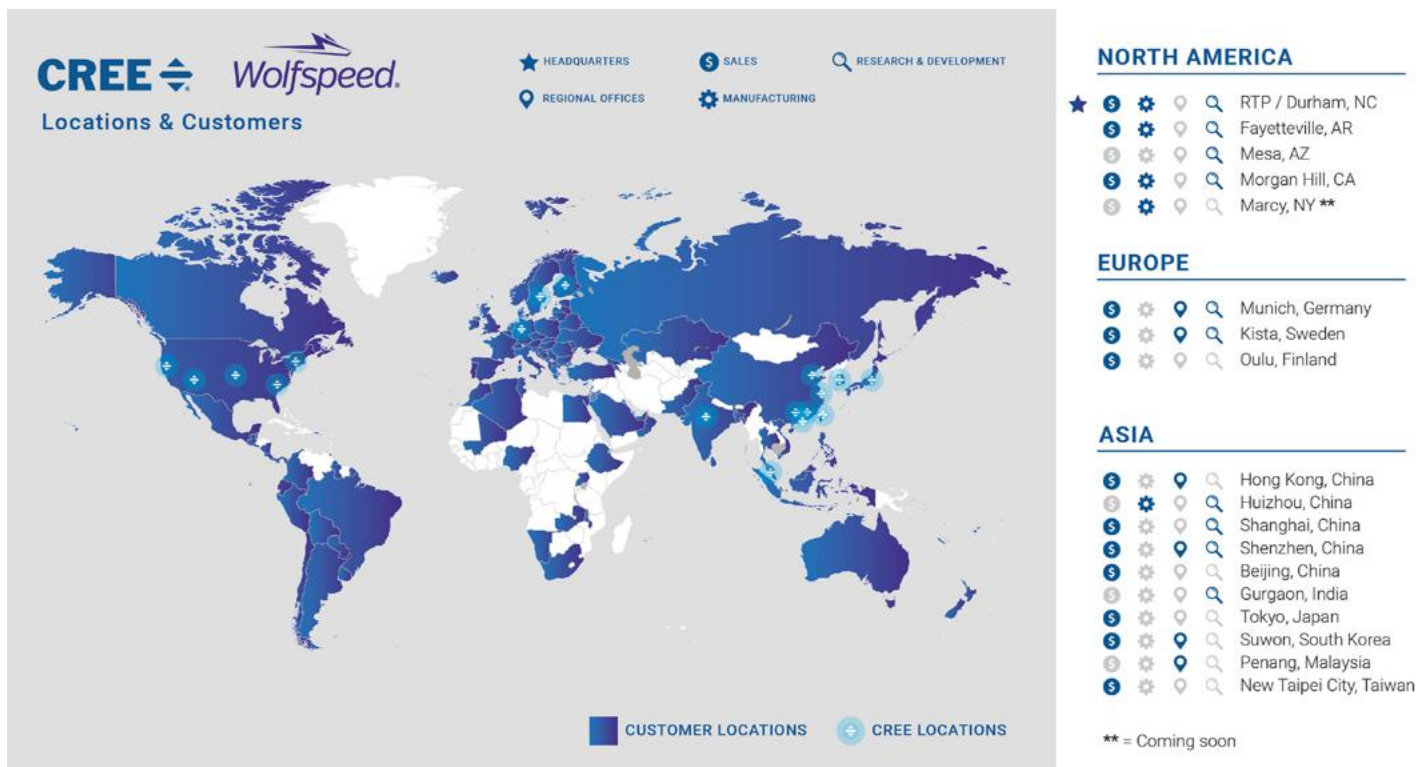 CREE
Wolfspeed®
Locations & Customers
HEADQUARTERS
SALES
RESEARCH & DEVELOPMENT
REGIONAL OFFICES
MANUFACTURING
CUSTOMER LOCATIONS
CREE LOCATIONS
NORTH AMERICA
RTP / Durham, NC
Fayetteville, AR
Mesa, AZ
Morgan Hill, CA
Marcy, NY **
EUROPE
Munich, Germany
Kista, Sweden
Oulu, Finland
ASIA
Hong Kong, China
Huizhou, China
Shanghai, China
Shenzhen, China
Beijing, China
Gurgaon, India
Tokyo, Japan
Suwon, South Korea
Penang, Malaysia
New Taipei City, Taiwan
** = Coming soon